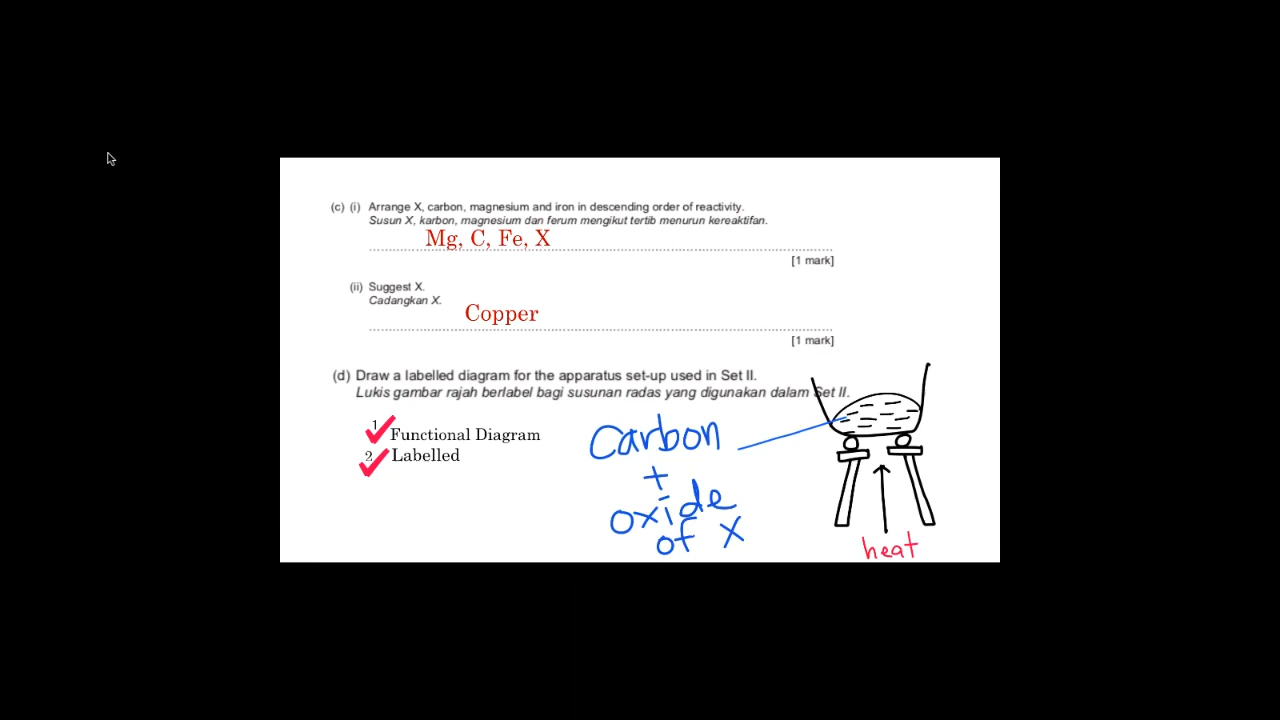 (c) (i) Arrange X, carbon, magnesium and iron in descending order of reactivity.
Susun X, karbon, magnesium dan ferum mengikut tertib menurun kereaktifan.
Mg, C, Fe, X
[1 mark]
(ii) Suggest X.
Cadangkan X.
Copper
[1 mark]
(d) Draw a labelled diagram for the apparatus set-up used in Set II.
Lukis gambar rajah berlabel bagi susunan radas yang digunakan dalam Set II.
1 Functional Diagram
2 Labelled
Carbon
+
oxide
of X
heat